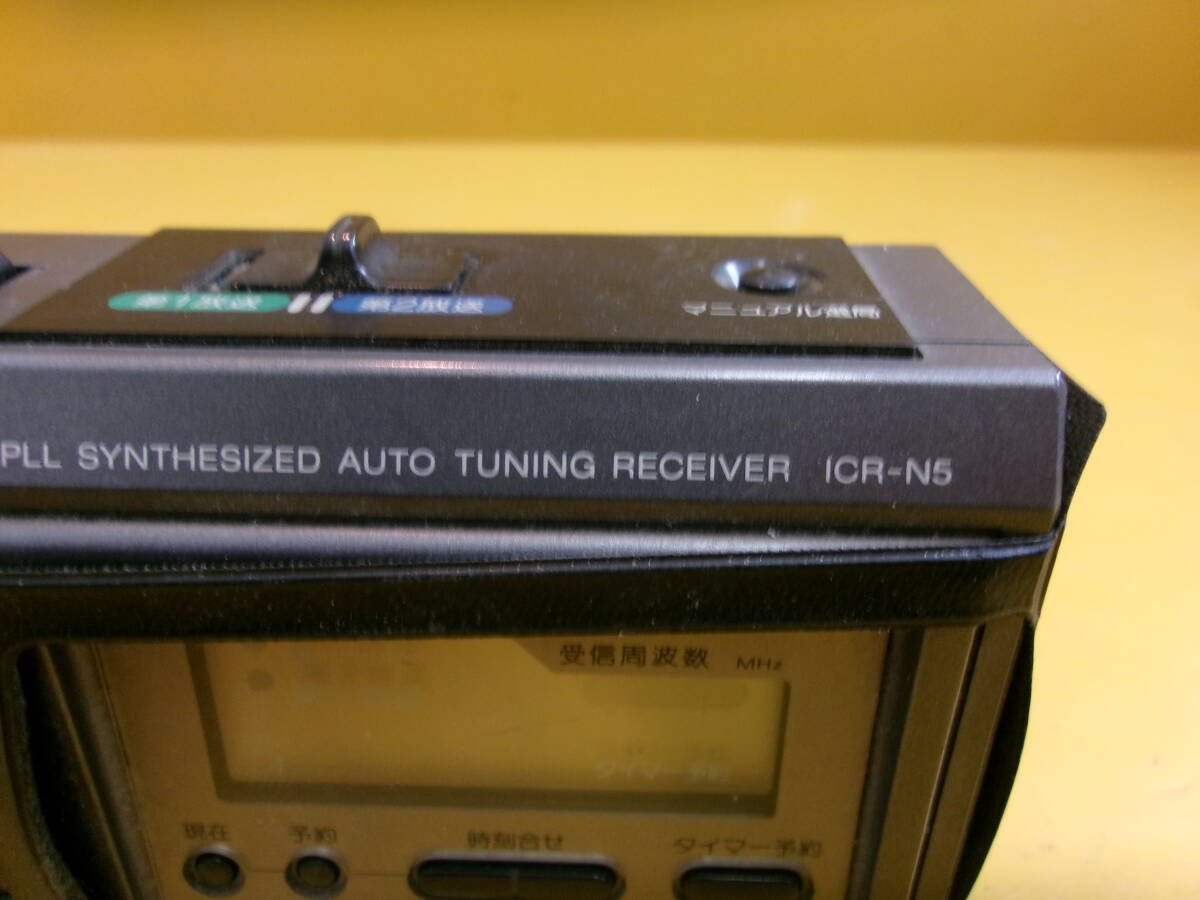 第1放送 第2放送
マニュアル選局
PLL SYNTHESIZED AUTO TUNING RECEIVER ICR-N5
受信周波数 MHz
現在 予約 時刻合せ タイマー予約